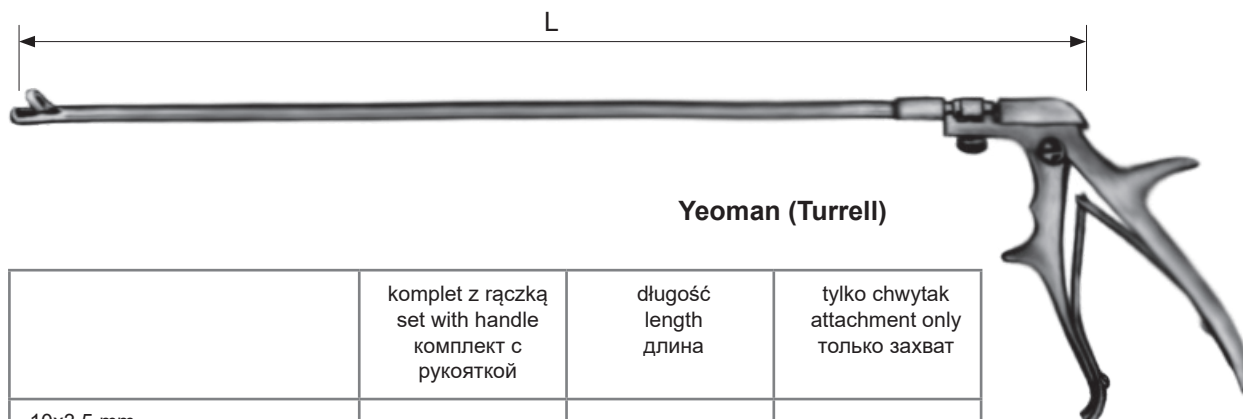 L
Yeoman (Turrell)
komplet z rączką
set with handle
комплект с
рукояткой
długość
length
длина
tylko chwytak
attachment only
только захват